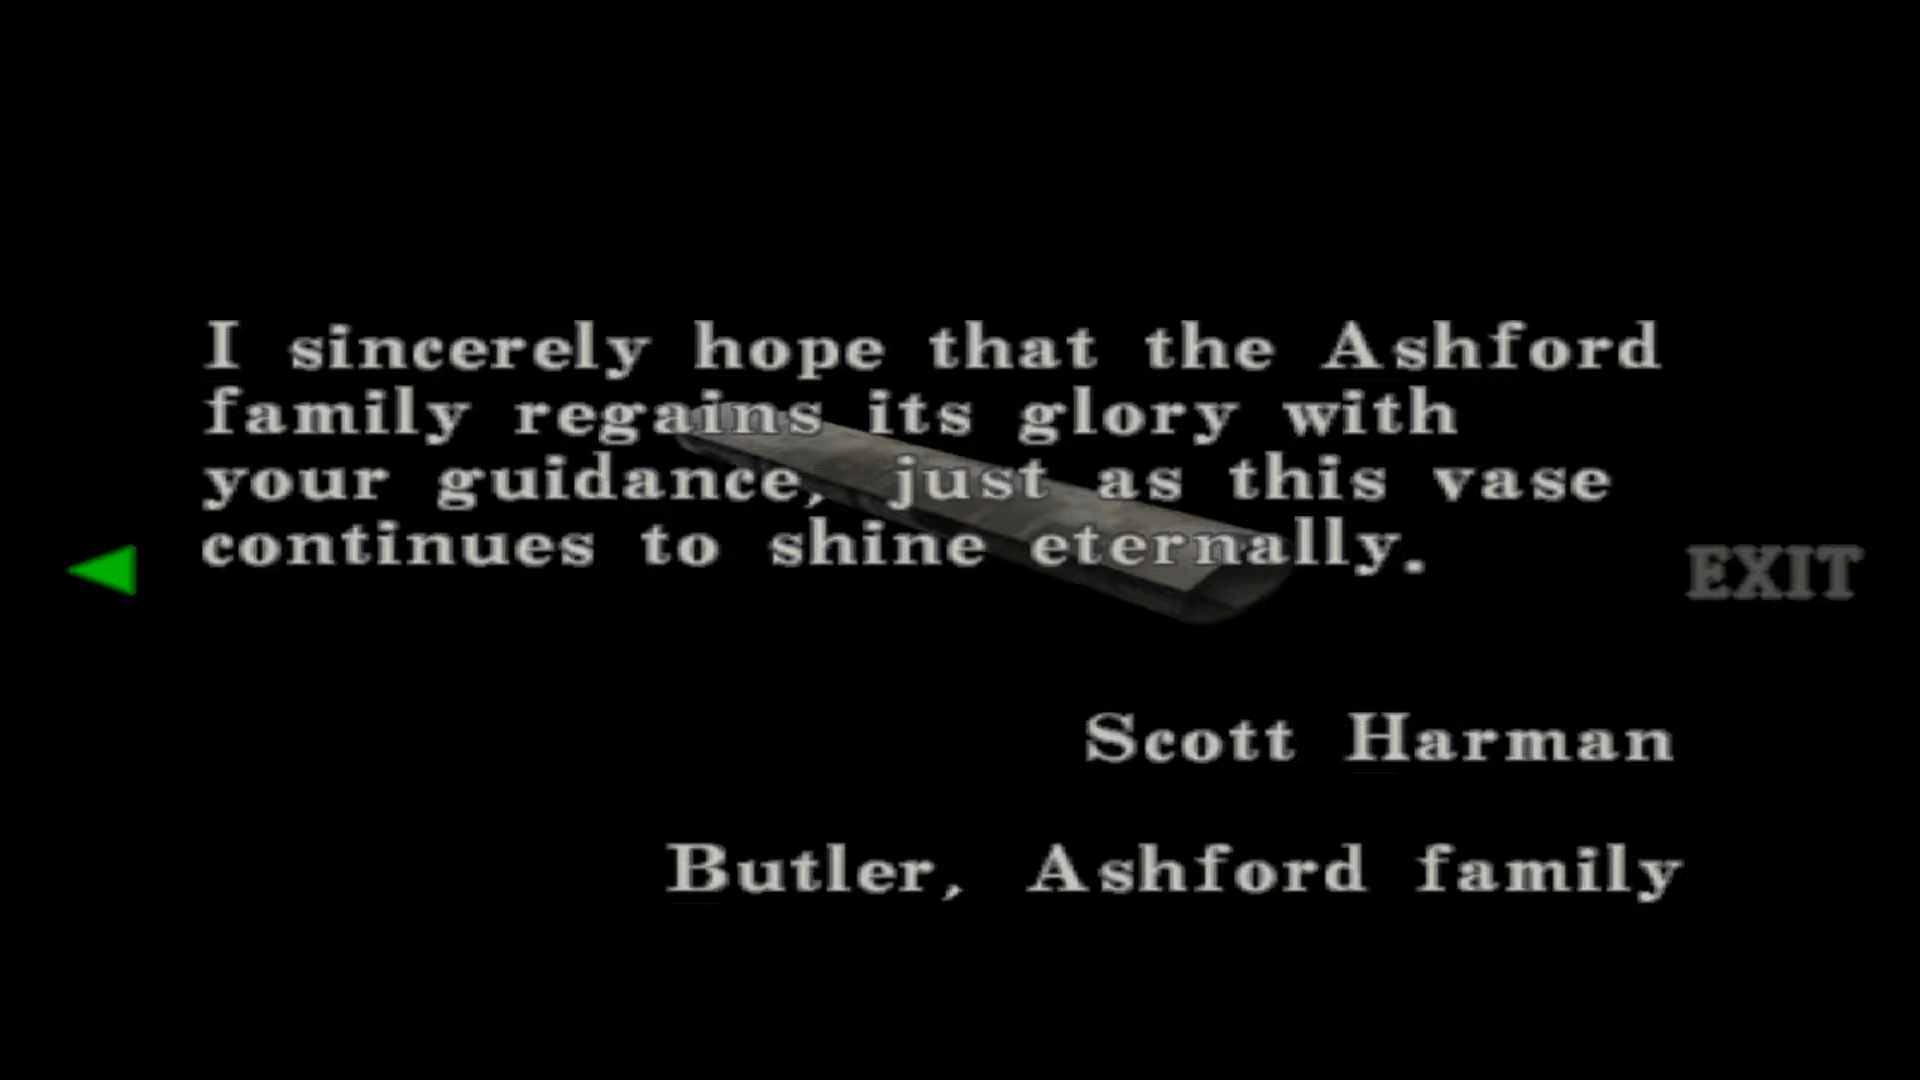 I sincerely hope that the Ashford
family regains its glory with
your guidance, just as this vase
continues to shine eternally.
EXIT
Scott Harman
Butler, Ashford family